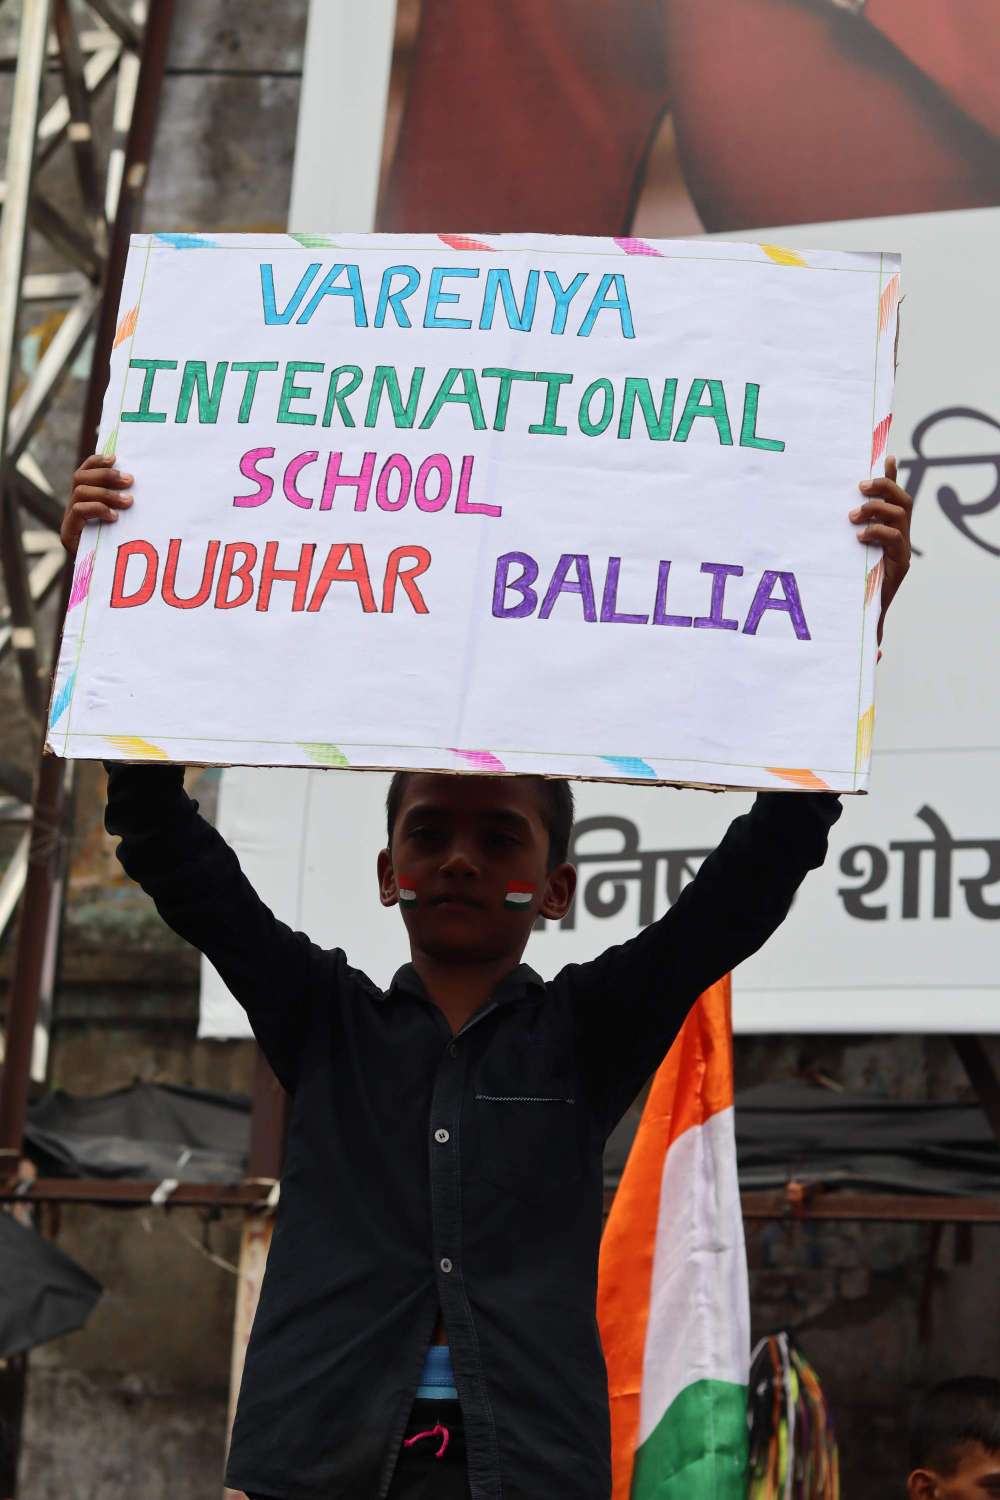 VARENYA
INTERNATIONAL
SCHOOL
DUBHAR BALLIA